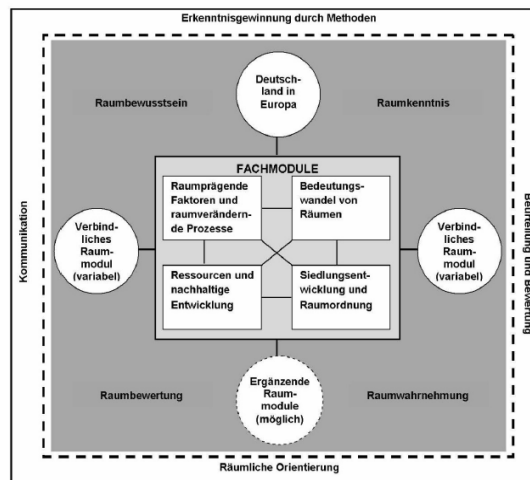 Erkenntnisgewinnung durch Methoden
Deutsch-
land in
Europa
Raumbewusstsein
Raumkenntnis
Kommunikation
Beurteilung und Bewertung
FACHMODULE
Raumprägende
Faktoren und
raumverändern-
de Prozesse
Bedeutungs-
wandel von
Räumen
Verbind-
liches
Raum-
modul
(variabel)
Verbind-
liches
Raum-
modul
(variabel)
Ressourcen und
nachhaltige
Entwicklung
Siedlungsent-
wicklung und
Raumordnung
Raumbewertung
Ergänzende
Raum-
module
(möglich)
Raumwahrnehmung
Räumliche Orientierung